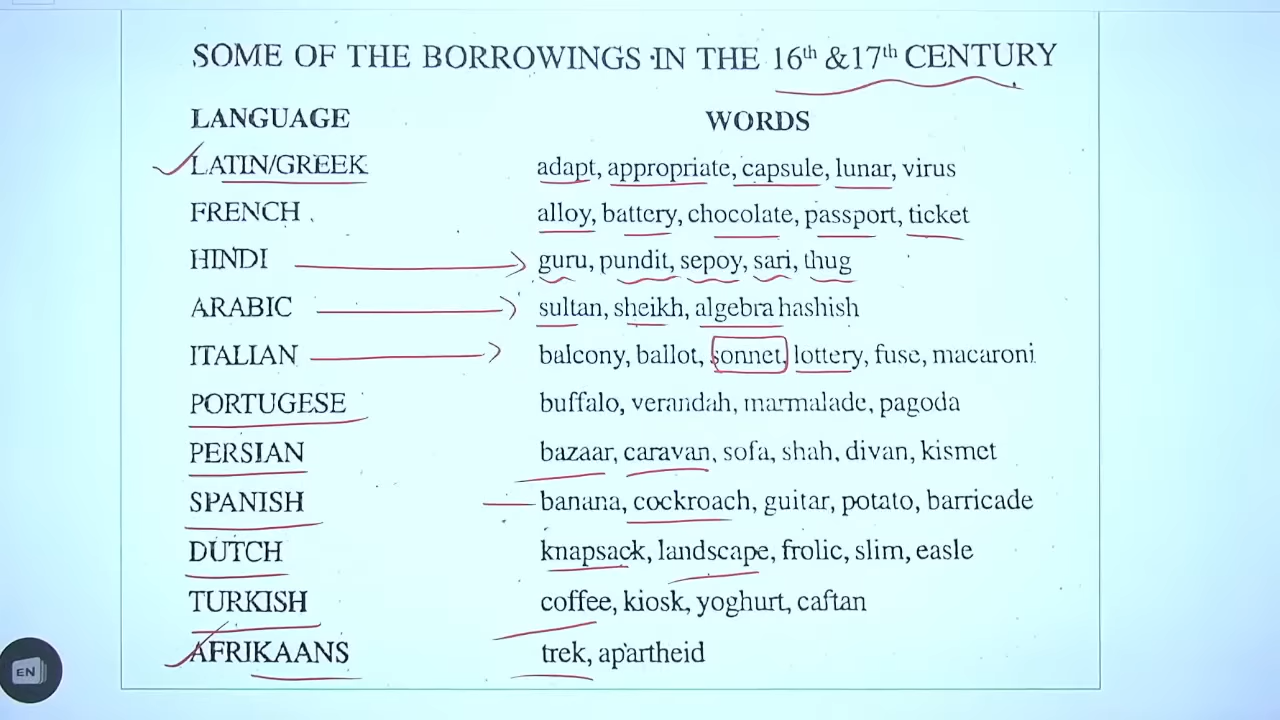 SOME OF THE BORROWINGS IN THE 16th &17th CENTURY
LANGUAGE WORDS
LATIN/GREEK adapt, appropriate, capsule, lunar, virus
FRENCH alloy, battery, chocolate, passport, ticket
HINDI guru, pundit, sepoy, sari, thug
ARABIC sultan, sheikh, algebra hashish
ITALIAN balcony, ballot, sonnet, lottery, fuse, macaroni
PORTUGESE buffalo, verandah, marmalade, pagoda
PERSIAN bazaar, caravan, sofa, shah, divan, kismet
SPANISH banana, cockroach, guitar, potato, barricade
DUTCH knapsack, landscape, frolic, slim, easle
TURKISH coffee, kiosk, yoghurt, caftan
AFRIKAANS trek, apartheid
EN